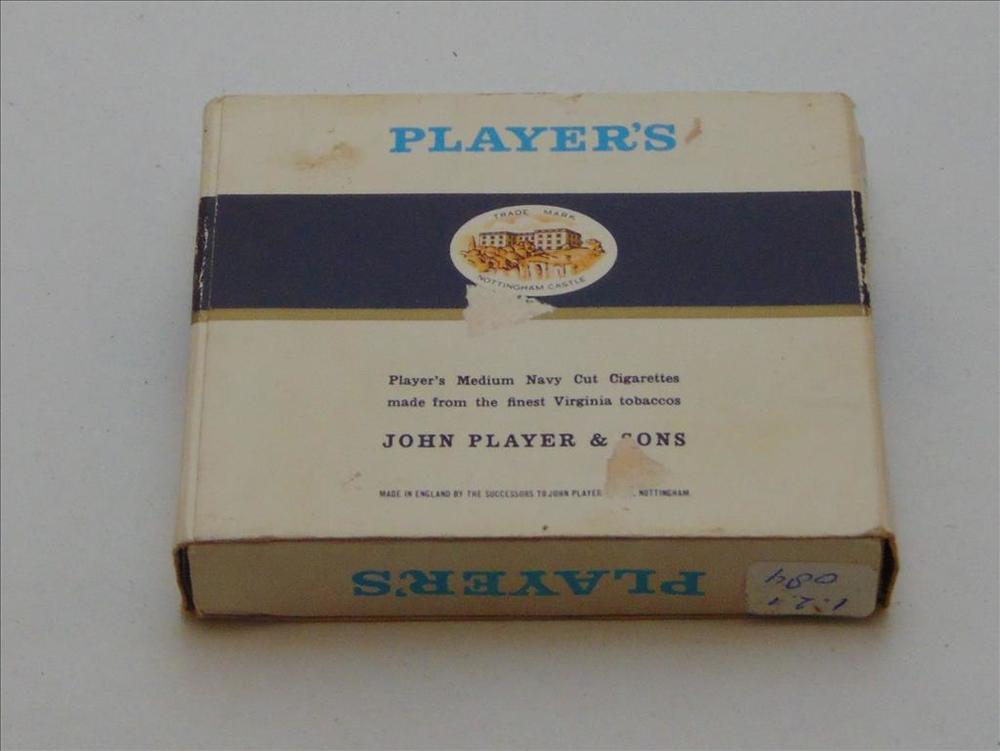 PLAYER'S
TRADE MARK
NOTTINGHAM CASTLE
Player's Medium Navy Cut Cigarettes
made from the finest Virginia tobaccos
JOHN PLAYER & SONS
MADE IN ENGLAND BY THE SUCCESSORS TO JOHN PLAYER NOTTINGHAM
PLAYER'S